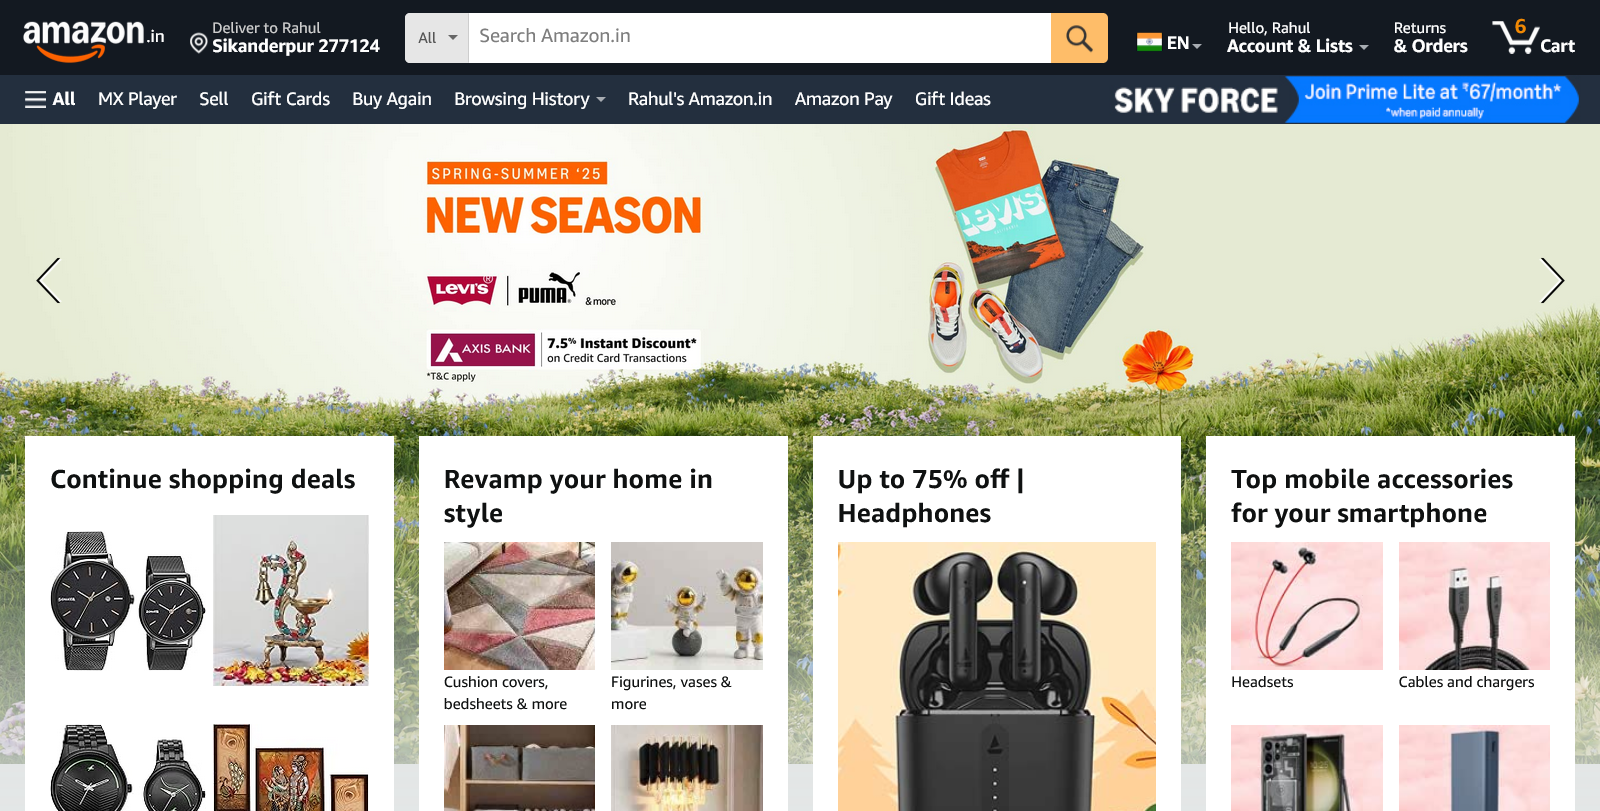 amazon.in
Deliver to Rahul
Sikanderpur 277124
All
Search Amazon.in
EN
Hello, Rahul
Account & Lists
Returns
& Orders
6
Cart
All
MX Player
Sell
Gift Cards
Buy Again
Browsing History
Rahul's Amazon.in
Amazon Pay
Gift Ideas
SKY FORCE
Join Prime Lite at ₹67/month*
*when paid annually
SPRING-SUMMER ‘25
NEW SEASON
LEVI'S®
PUMA
& more
AXIS BANK
7.5% Instant Discount*
on Credit Card Transactions
*T&C apply
Levi's
CALIFORNIA
Continue shopping deals
SONATA
SONATA
Revamp your home in
style
Cushion covers,
bedsheets & more
Figurines, vases &
more
Up to 75% off |
Headphones
Top mobile accessories
for your smartphone
Headsets
Cables and chargers